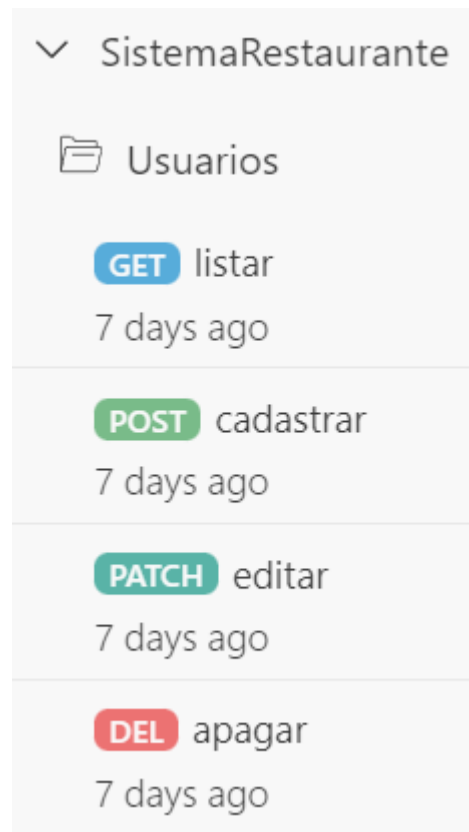 SistemaRestaurante
Usuarios
GET listar
7 days ago
POST cadastrar
7 days ago
PATCH editar
7 days ago
DEL apagar
7 days ago